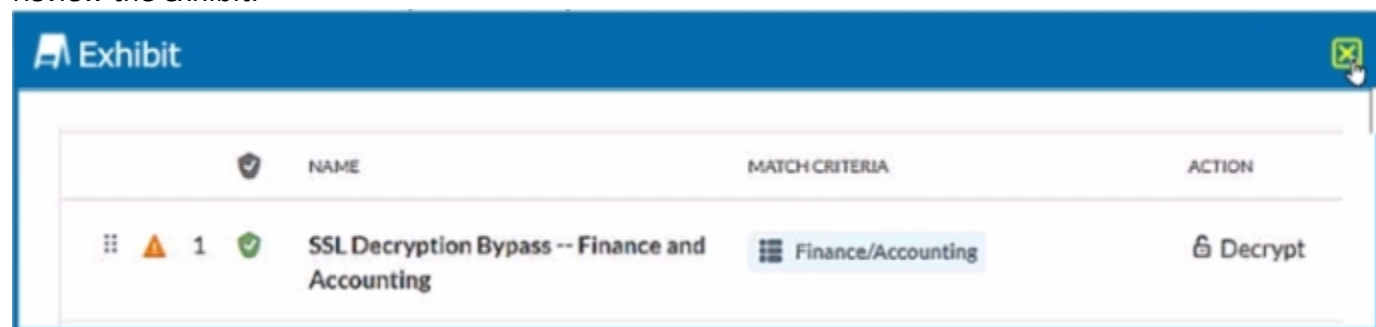 Exhibit
NAME MATCH CRITERIA ACTION
1 SSL Decryption Bypass -- Finance and Finance/Accounting Decrypt
Accounting